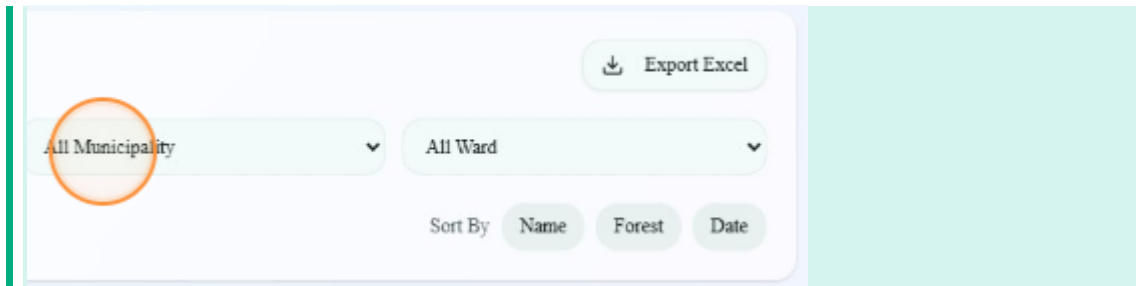 Export Excel
All Municipality All Ward
Sort By Name Forest Date